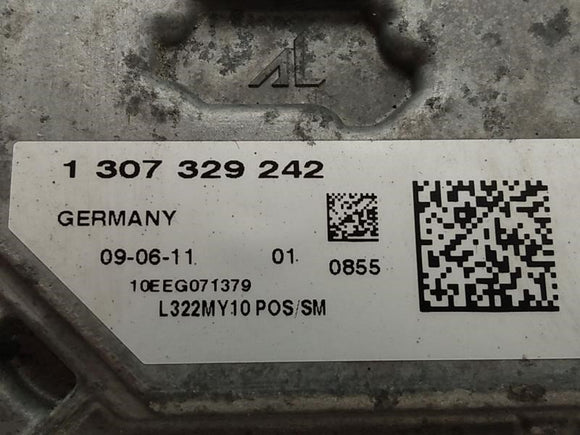 AL
1 307 329 242
GERMANY
09-06-11 01 0855
10EEG071379
L322MY10 POS/SM